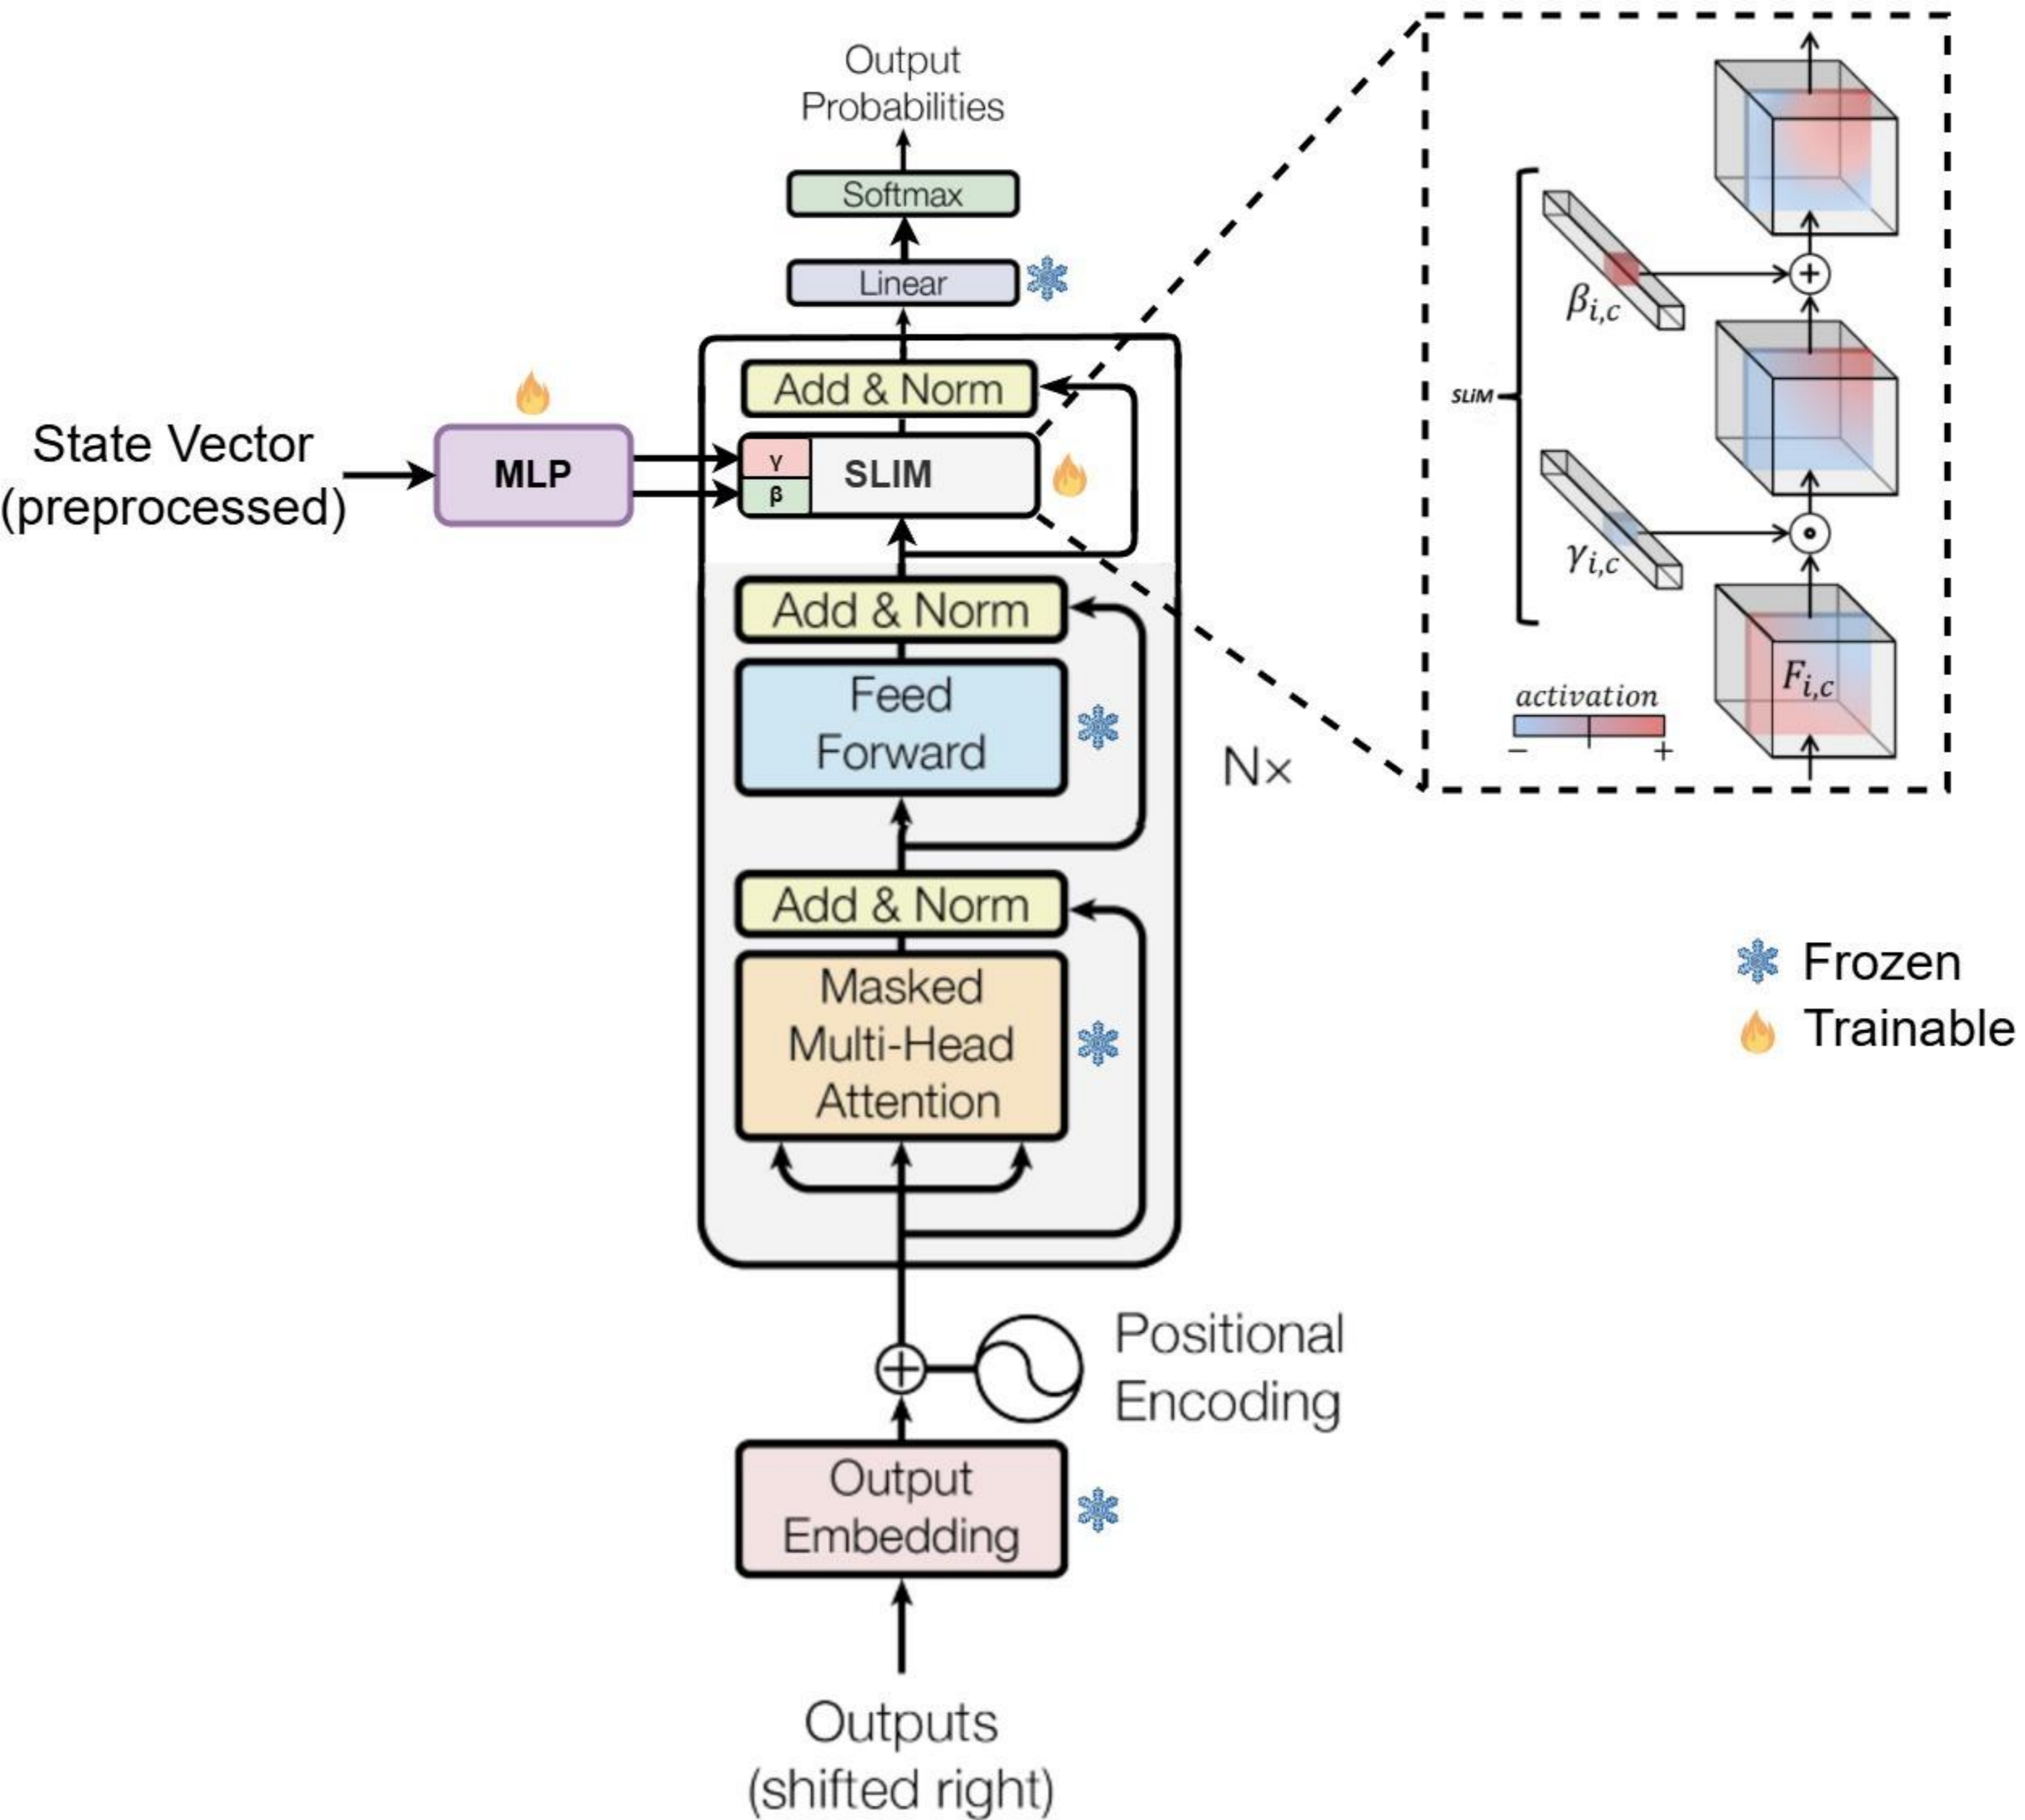 Output
Probabilities
Softmax
Linear
Add & Norm
State Vector
(preprocessed)
MLP
γ
β
SLIM
Add & Norm
Feed
Forward
N×
Add & Norm
Masked
Multi-Head
Attention
Positional
Encoding
Output
Embedding
Outputs
(shifted right)
βi,c
SLiM
γi,c
Fi,c
activation
− +
Frozen
Trainable